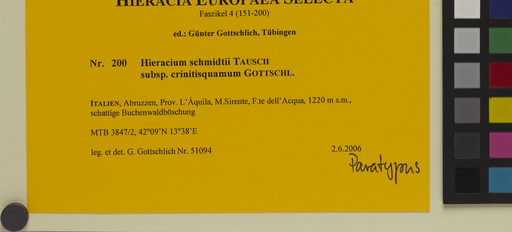 HIERACIA EUROPAEA SELECTA
Faszikel 4 (151-200)
ed.: Günter Gottschlich, Tübingen
Nr. 200 Hieracium schmidtii TAUSCH
subsp. crinitisquamum GOTTSCHL.
ITALIEN, Abruzzen, Prov. L'Áquila, M.Sirente, F.te dell'Acqua, 1220 m s.m.,
schattige Buchenwaldböschung
MTB 3847/2, 42°09'N 13°38'E
leg. et det. G. Gottschlich Nr. 51094 2.6.2006
Paratypus